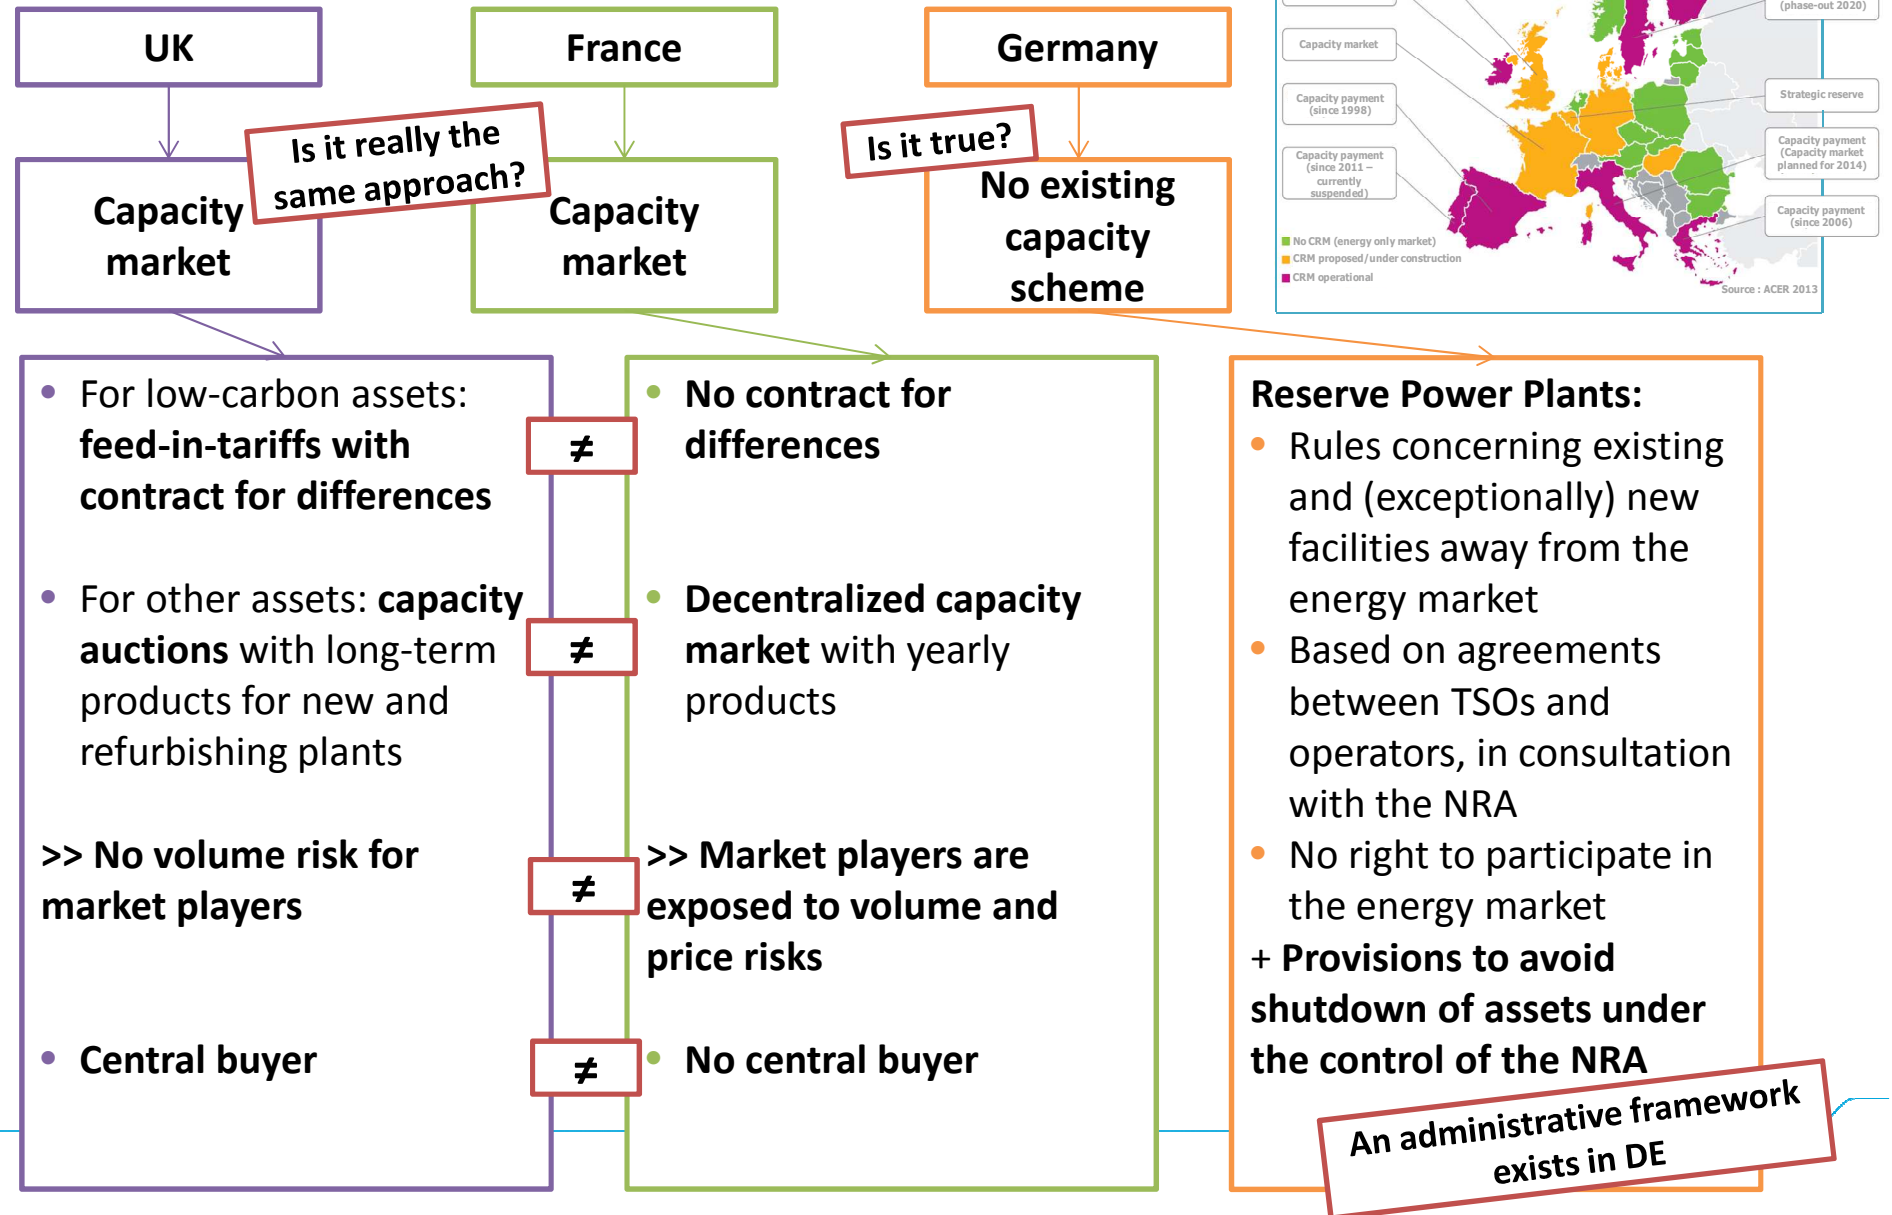 UK
France
Germany
Is it really the
same approach?
Is it true?
Capacity
market
Capacity
market
No existing
capacity
scheme
(phase-out 2020)
Capacity market
Capacity payment
(since 1998)
Capacity payment
(since 2011 –
currently
suspended)
Strategic reserve
Capacity payment
(Capacity market
planned for 2014)
Capacity payment
(since 2006)
No CRM (energy only market)
CRM proposed/under construction
CRM operational
Source : ACER 2013
• For low-carbon assets:
feed-in-tariffs with
contract for differences
• For other assets: capacity
auctions with long-term
products for new and
refurbishing plants
>> No volume risk for
market players
• Central buyer
≠
≠
≠
≠
• No contract for
differences
• Decentralized capacity
market with yearly
products
>> Market players are
exposed to volume and
price risks
• No central buyer
Reserve Power Plants:
• Rules concerning existing
and (exceptionally) new
facilities away from the
energy market
• Based on agreements
between TSOs and
operators, in consultation
with the NRA
• No right to participate in
the energy market
+ Provisions to avoid
shutdown of assets under
the control of the NRA
An administrative framework
exists in DE